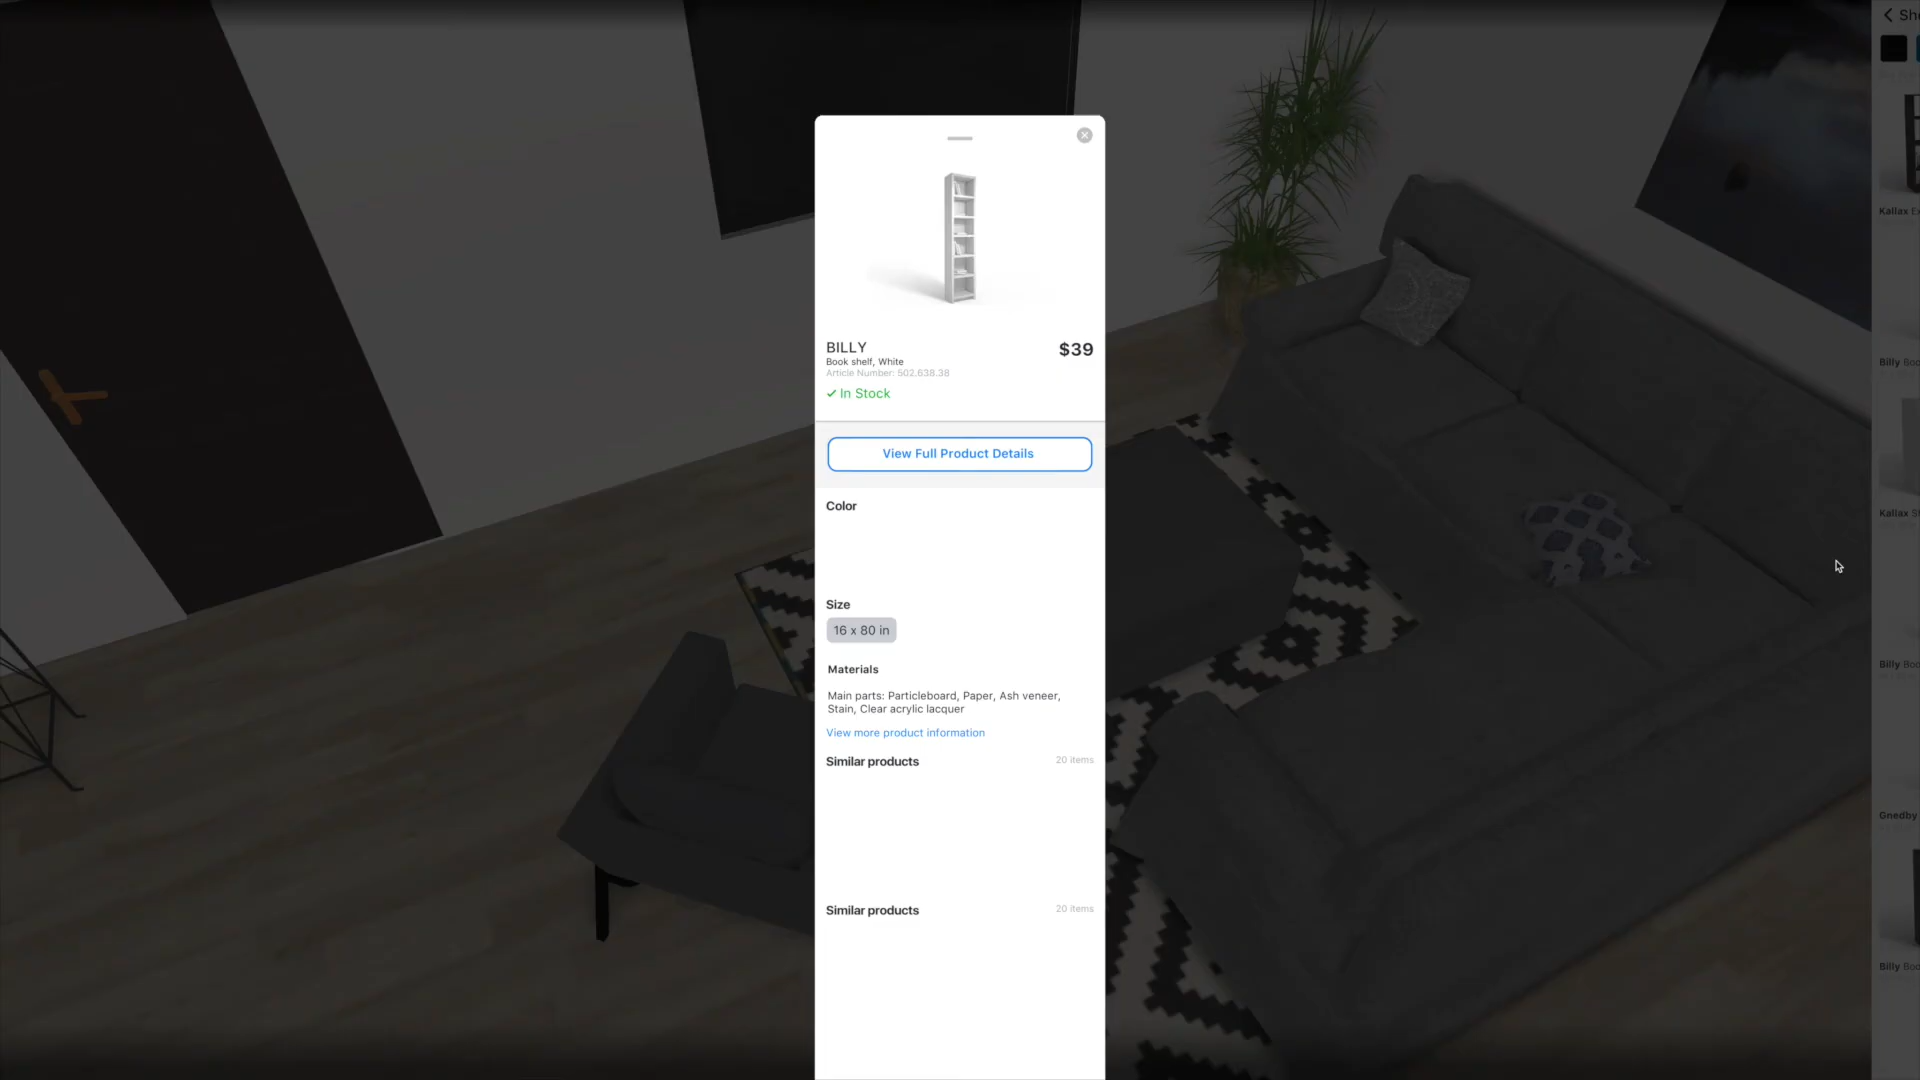 BILLY
$39
Book shelf, White
Article Number: 502.638.38
In Stock
View Full Product Details
Color
Size
16 x 80 in
Materials
Main parts: Particleboard, Paper, Ash veneer,
Stain, Clear acrylic lacquer
View more product information
Similar products
20 items
Similar products
20 items
Kallax
Billy
Kallax
Billy
Gnedby
Billy